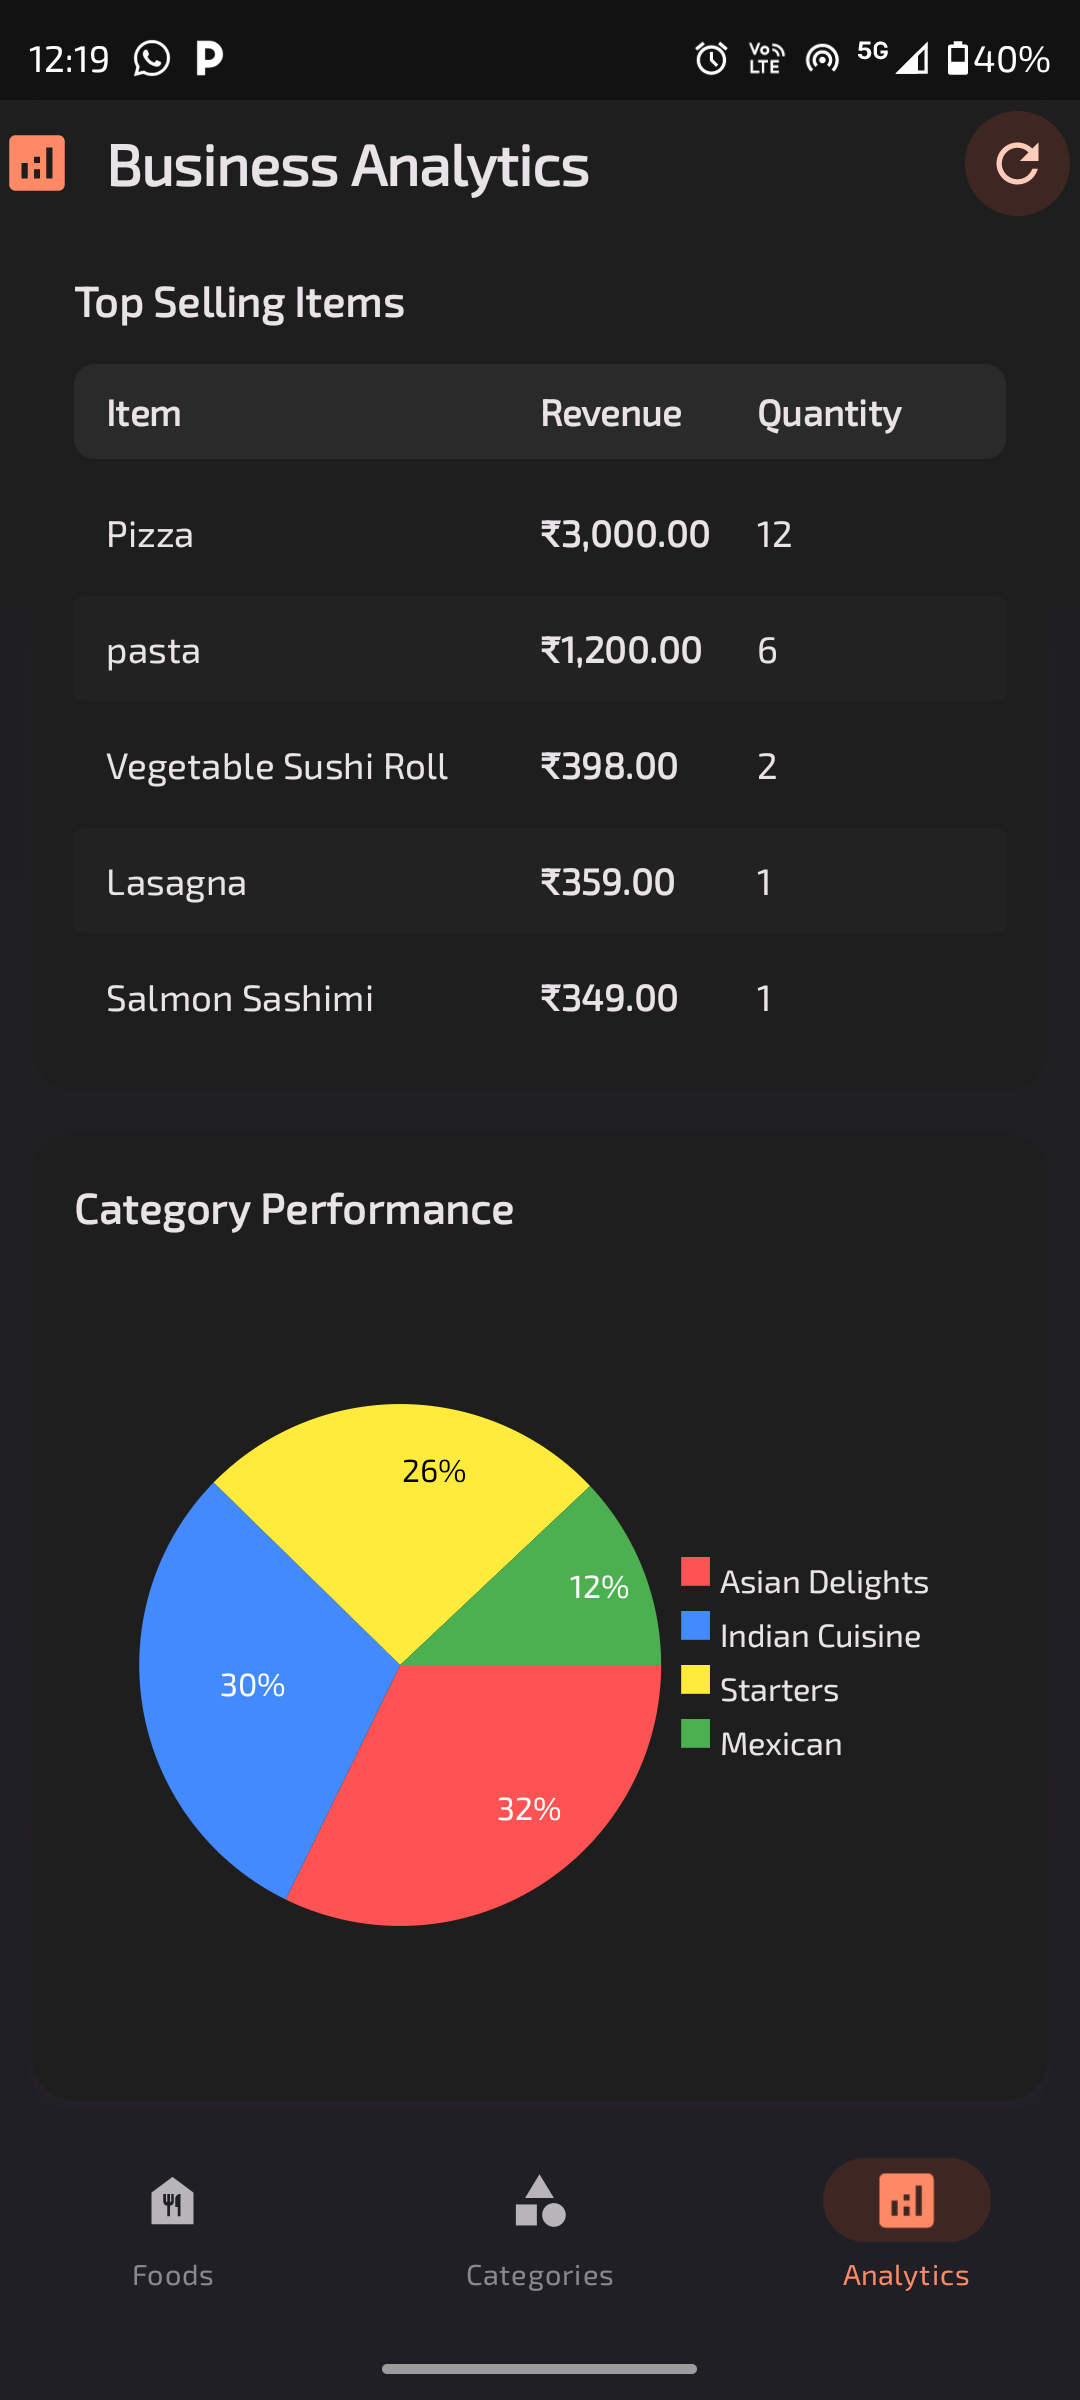 12:19 5G 40%
Vo LTE
Business Analytics
Top Selling Items
Item Revenue Quantity
Pizza ₹3,000.00 12
pasta ₹1,200.00 6
Vegetable Sushi Roll ₹398.00 2
Lasagna ₹359.00 1
Salmon Sashimi ₹349.00 1
Category Performance
26%
12%
30%
32%
Asian Delights
Indian Cuisine
Starters
Mexican
Foods Categories Analytics